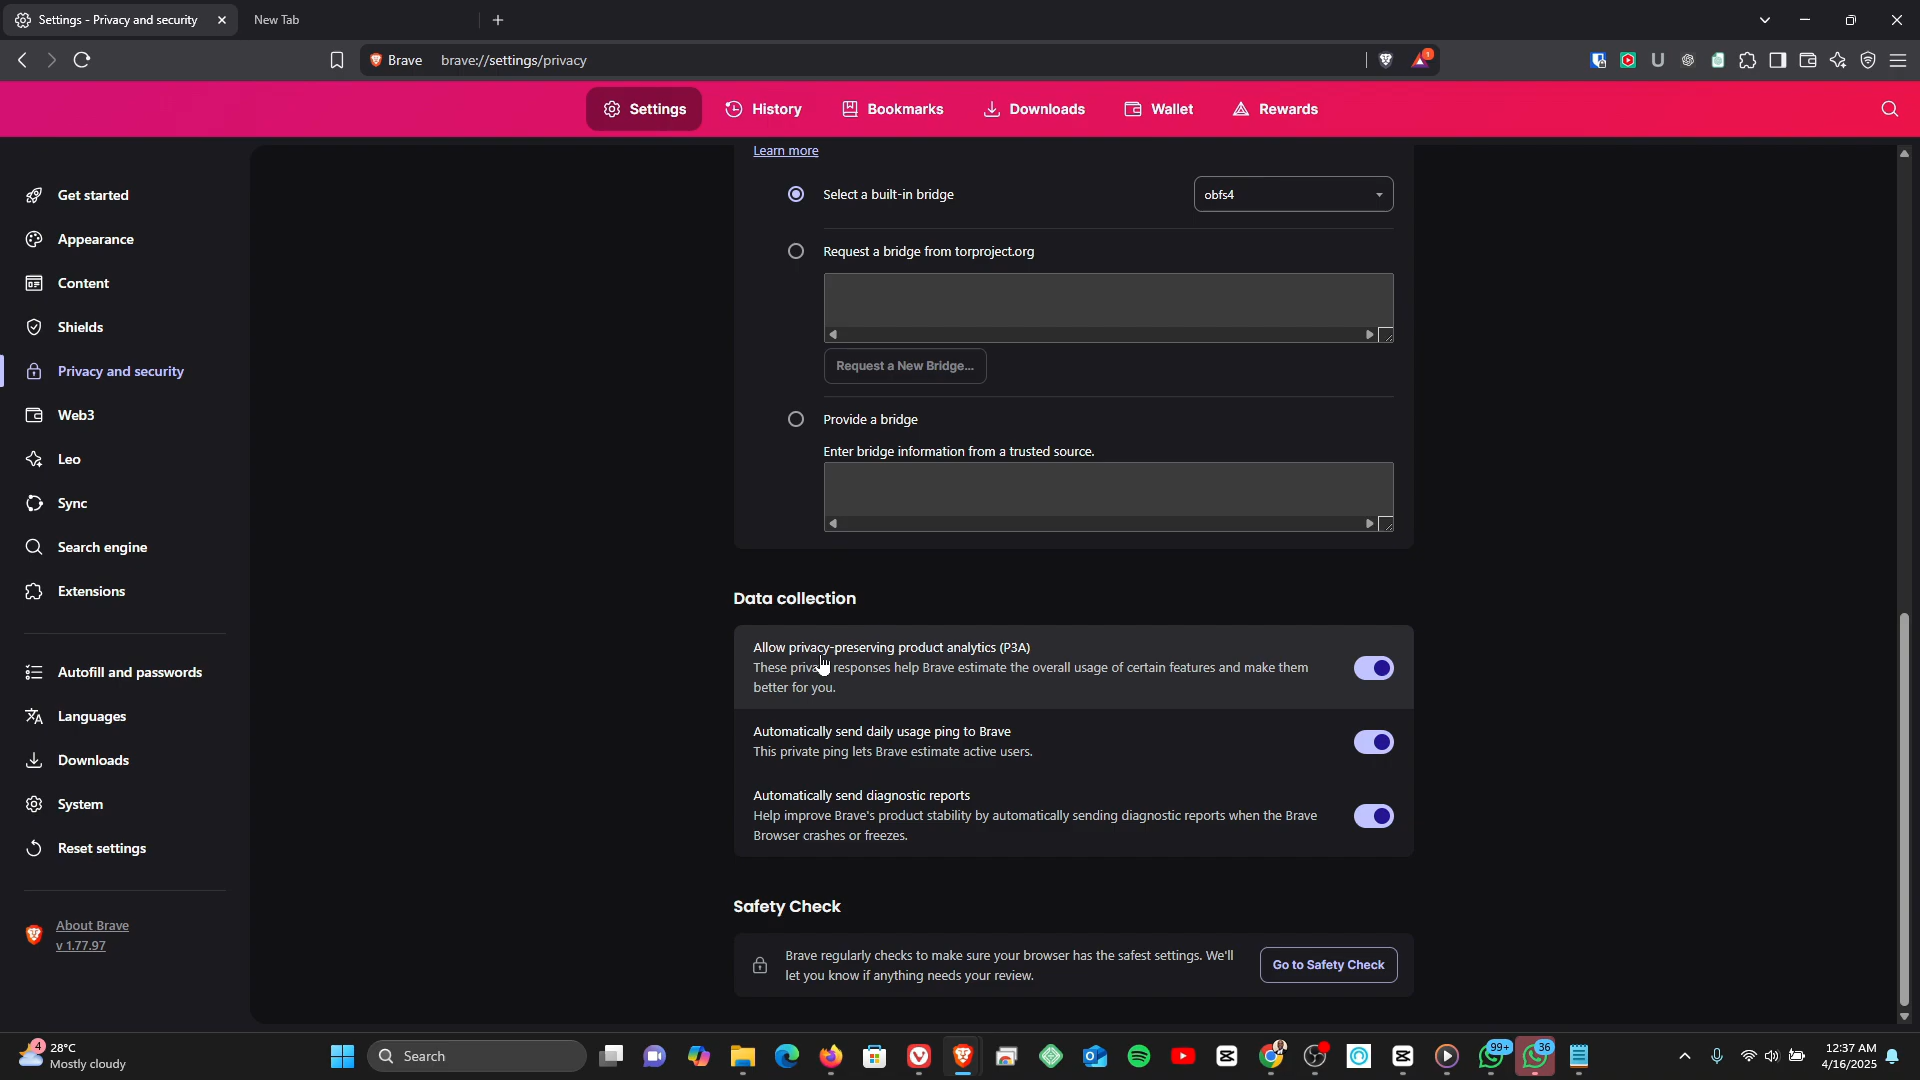 Settings - Privacy and security
New Tab
Brave
brave://settings/privacy
1
Settings
History
Bookmarks
Downloads
Wallet
Rewards
Get started
Appearance
Content
Shields
Privacy and security
Web3
Leo
Sync
Search engine
Extensions
Autofill and passwords
Languages
Downloads
System
Reset settings
About Brave
v 1.77.97
Learn more
Select a built-in bridge
obfs4
Request a bridge from torproject.org
Request a New Bridge...
Provide a bridge
Enter bridge information from a trusted source.
Data collection
Allow privacy-preserving product analytics (P3A)
These private responses help Brave estimate the overall usage of certain features and make them
better for you.
Automatically send daily usage ping to Brave
This private ping lets Brave estimate active users.
Automatically send diagnostic reports
Help improve Brave's product stability by automatically sending diagnostic reports when the Brave
Browser crashes or freezes.
Safety Check
Brave regularly checks to make sure your browser has the safest settings. We'll
let you know if anything needs your review.
Go to Safety Check
4
28°C
Mostly cloudy
Search
99+
36
12:37 AM
4/16/2025